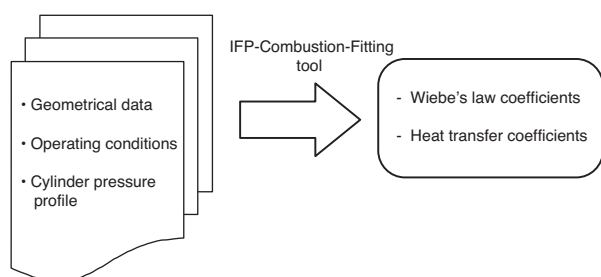 IFP-Combustion-Fitting
tool
• Geometrical data
• Operating conditions
• Cylinder pressure
profile
- Wiebe's law coefficients
- Heat transfer coefficients